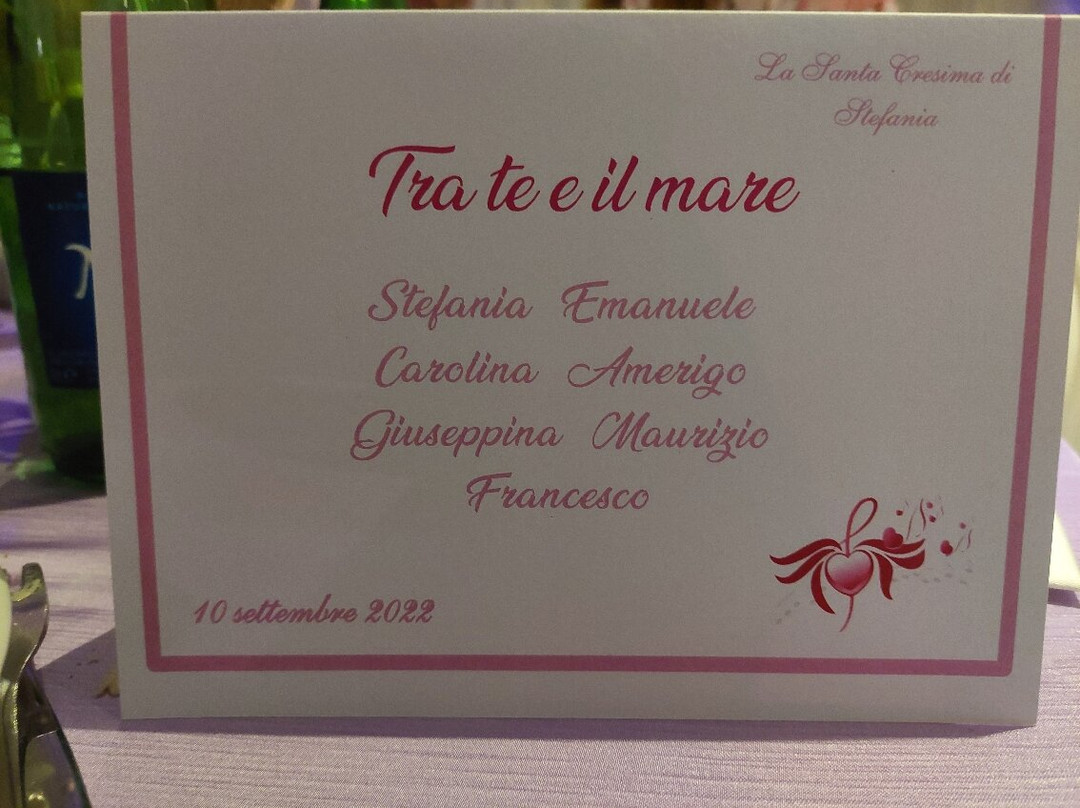 La Santa Cresima di
Stefania
Tra te e il mare
Stefania Emanuele
Carolina Amerigo
Giuseppina Maurizio
Francesco
10 settembre 2022